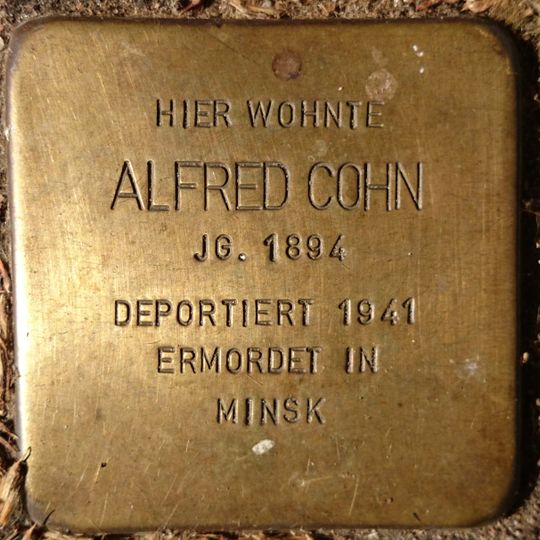 HIER WOHNTE
ALFRED COHN
JG. 1894
DEPORTIERT 1941
ERMORDET IN
MINSK